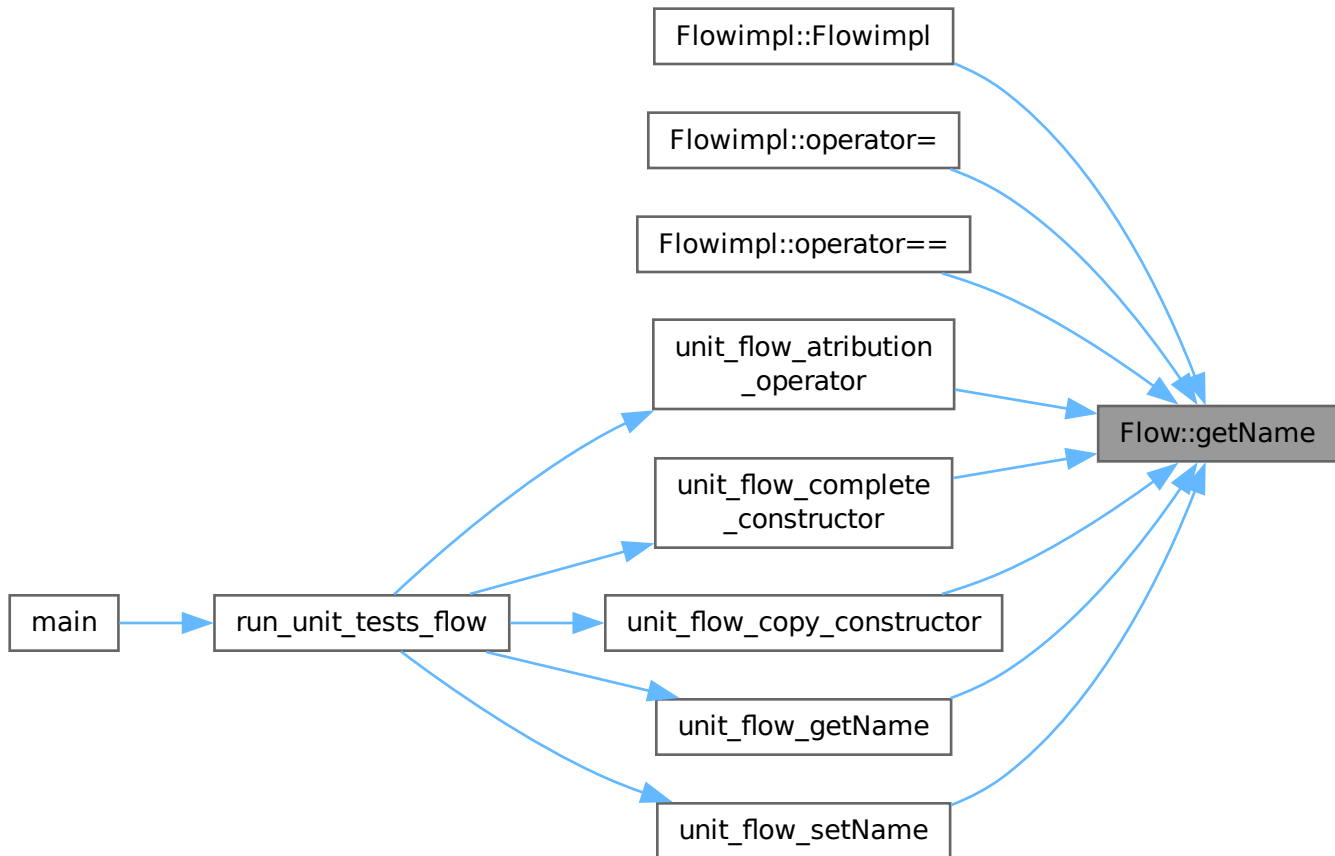 Flowimpl::Flowimpl
Flowimpl::operator=
Flowimpl::operator==
unit_flow_atribution
_operator
Flow::getName
unit_flow_complete
_constructor
main
run_unit_tests_flow
unit_flow_copy_constructor
unit_flow_getName
unit_flow_setName